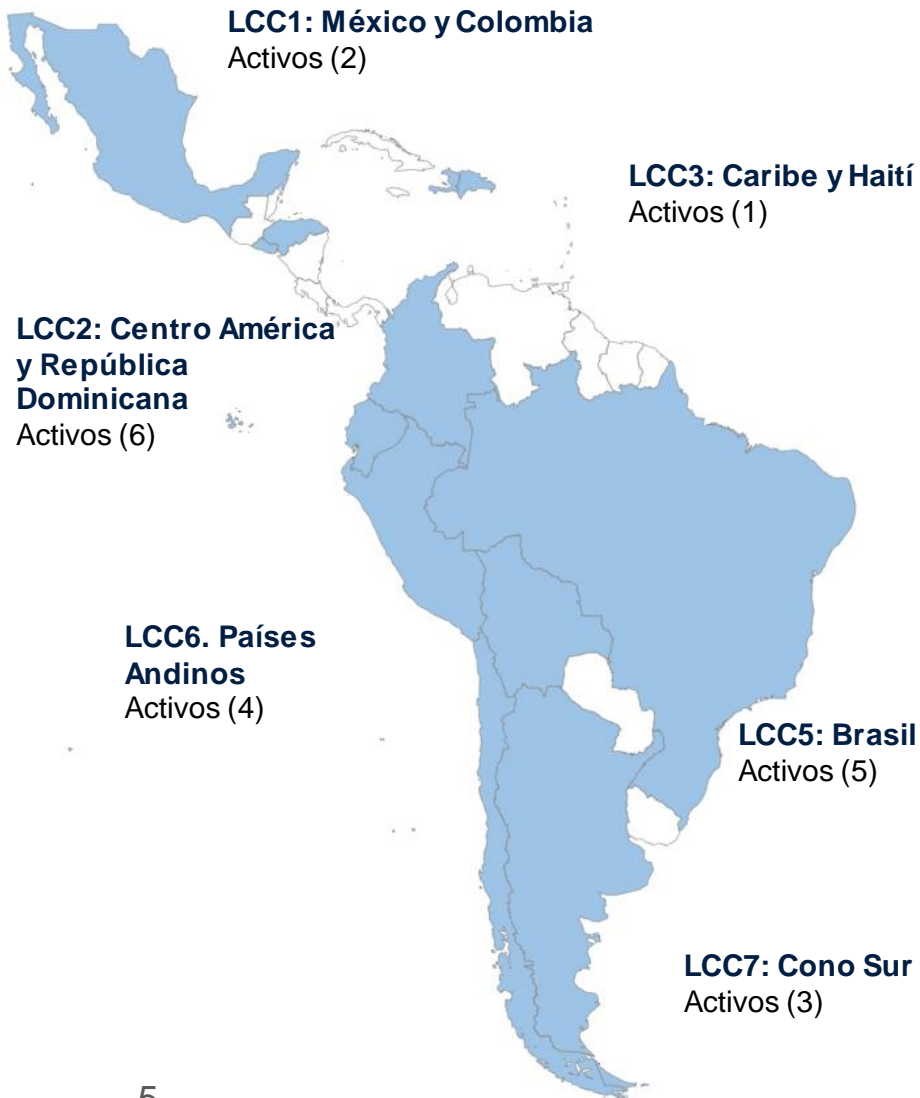 LCC1: México y Colombia
Activos (2)
LCC3: Caribe y Haití
Activos (1)
LCC2: Centro América
y República
Dominicana
Activos (6)
LCC6. Países
Andinos
Activos (4)
LCC5: Brasil
Activos (5)
LCC7: Cono Sur
Activos (3)
5